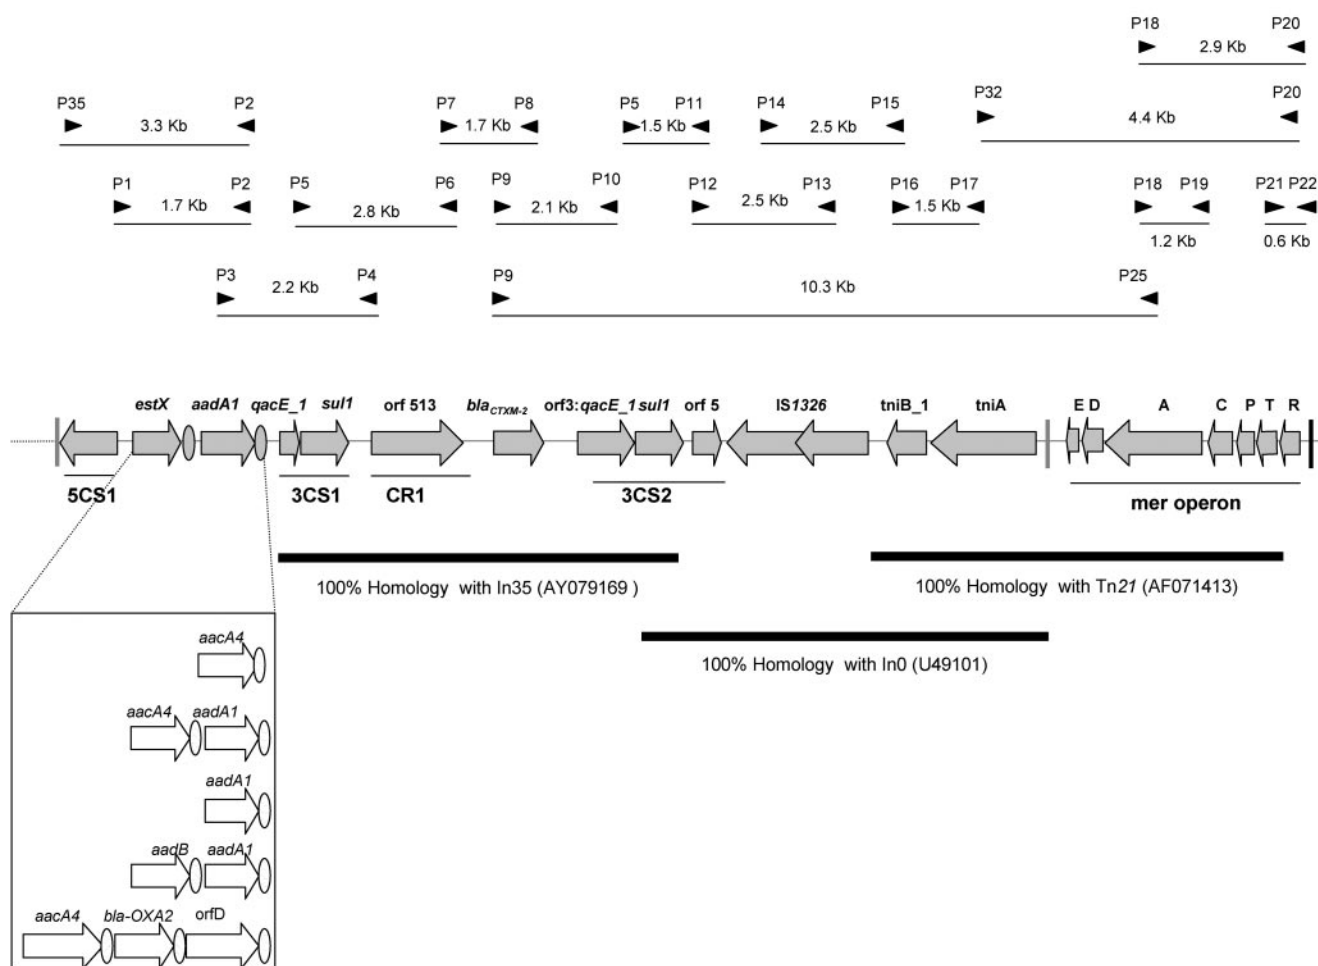 P18 P20
2.9 Kb
P32 P20
4.4 Kb
P35 P2 P7 P8 P5 P11 P14 P15
3.3 Kb 1.7 Kb 1.5 Kb 2.5 Kb
P1 P2 P5 P6 P9 P10 P12 P13 P16 P17 P18 P19 P21 P22
1.7 Kb 2.8 Kb 2.1 Kb 2.5 Kb 1.5 Kb
1.2 Kb 0.6 Kb
P3 P4 P9 P25
2.2 Kb 10.3 Kb
estX aadA1 qacE_1 sul1 orf 513 blaCTXM-2 orf3: qacE_1 sul1 orf 5 IS1326 tniB_1 tniA E D A C P T R
5CS1 3CS1 CR1 3CS2 mer operon
100% Homology with In35 (AY079169 )
100% Homology with Tn21 (AF071413)
100% Homology with In0 (U49101)
aacA4
aacA4 aadA1
aadA1
aadB aadA1
aacA4 bla-OXA2 orfD